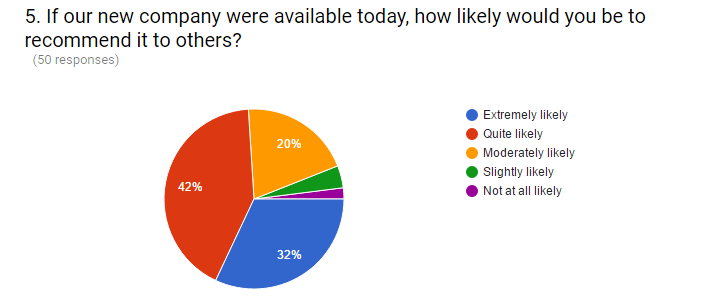 5. If our new company were available today, how likely would you be to
recommend it to others?
(50 responses)
20%
42%
32%
Extremely likely
Quite likely
Moderately likely
Slightly likely
Not at all likely